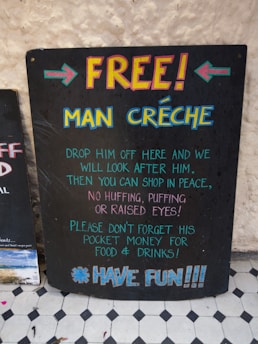 FREE!
MAN CRÉCHE
DROP HIM OFF HERE AND WE
WILL LOOK AFTER HIM.
THEN YOU CAN SHOP IN PEACE,
NO HUFFING, PUFFING
OR RAISED EYES!
PLEASE DON'T FORGET HIS
POCKET MONEY FOR
FOOD & DRINKS!
*HAVE FUN!!!